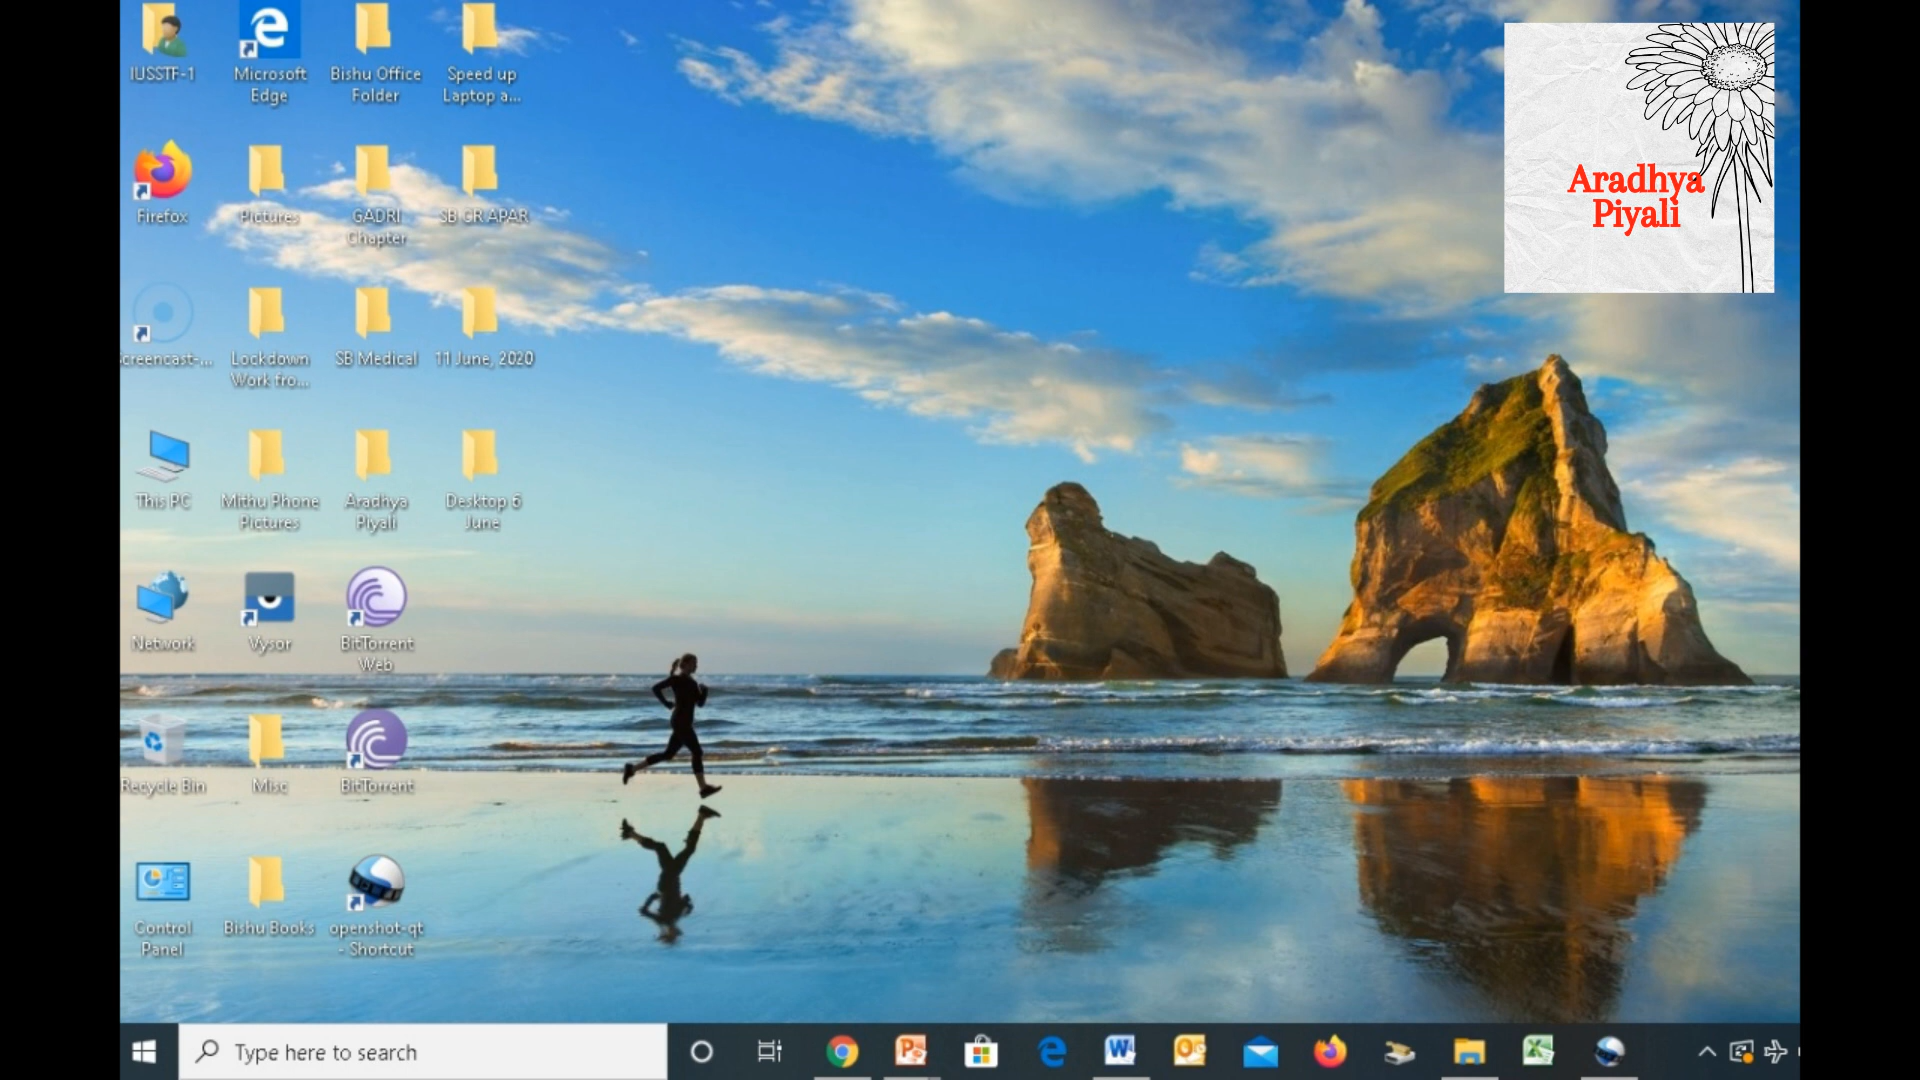 IUSSTF-1
Microsoft
Edge
Bishu Office
Folder
Speed up
Laptop a...
Firefox
Pictures
GADRI
Chapter
SB CR APAR
Screencast-...
Lockdown
Work fro...
SB Medical
11 June, 2020
This PC
Mithu Phone
Pictures
Aradhya
Piyali
Desktop 6
June
Network
Vysor
BitTorrent
Web
Recycle Bin
Misc
BitTorrent
Control
Panel
Bishu Books
openshot-qt
- Shortcut
Aradhya
Piyali
Type here to search